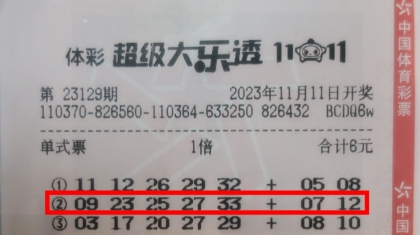 体彩 超级大乐透 11 11
第 23129期 2023年11月11日开奖
110370-826560-110364-633250 826432 BCDQ6w
单式票 1倍 合计6元
① 11 12 26 29 32 + 05 08
② 09 23 25 27 33 + 07 12
③ 03 17 20 27 29 + 08 10
中国体育彩票
中国